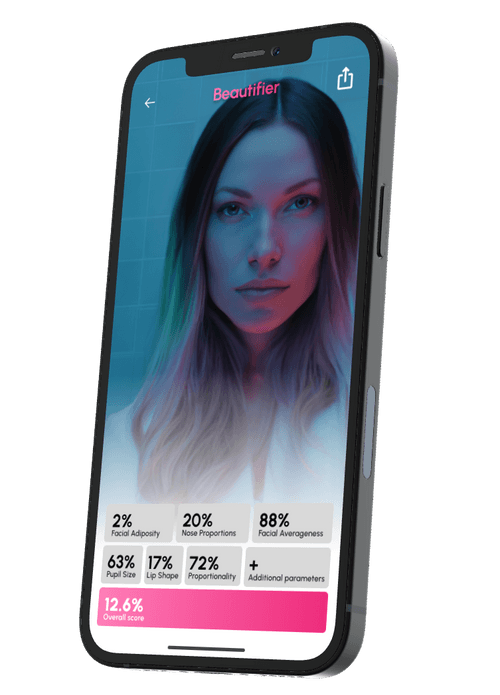 Beautifier
2%
Facial Adiposity
20%
Nose Proportions
88%
Facial Averageness
63%
Pupil Size
17%
Lip Shape
72%
Proportionality
+
Additional parameters
12.6%
Overall score